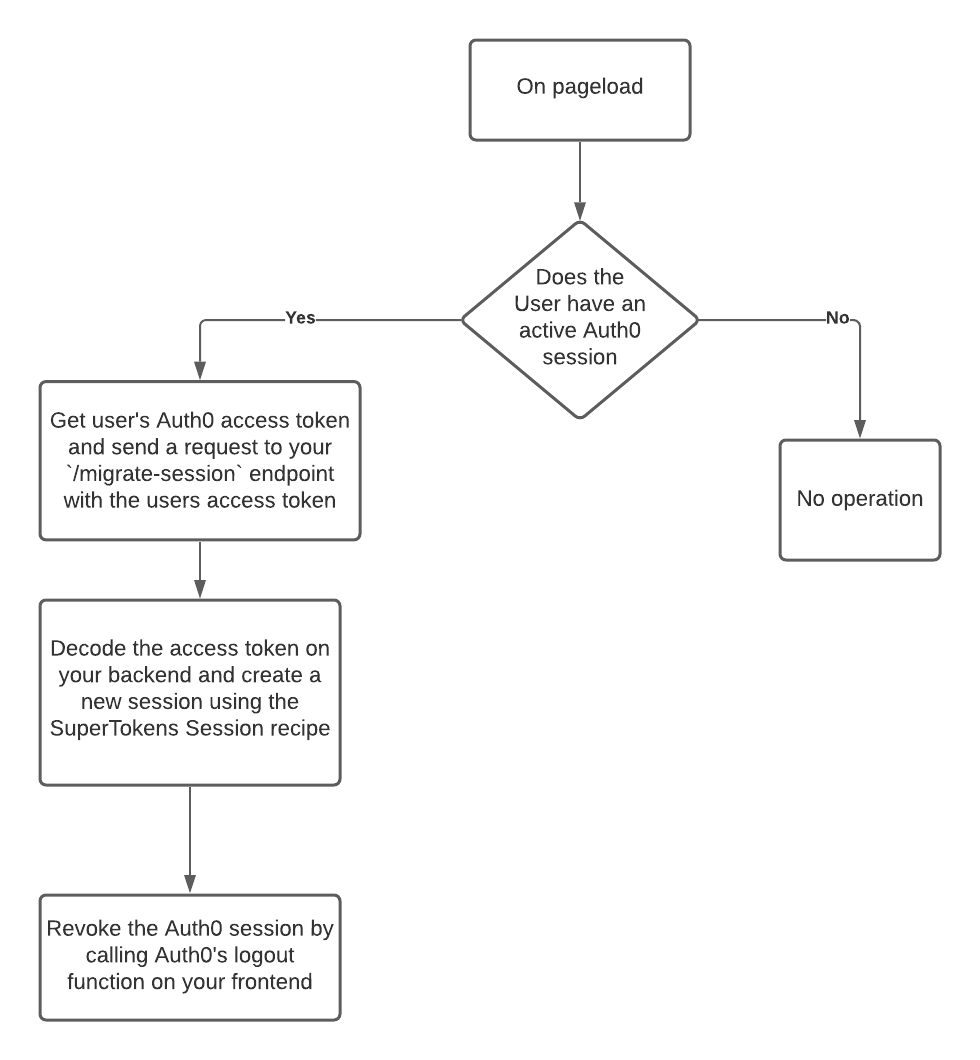 On pageload
Does the
User have an
active Auth0
session
Yes
No
Get user's Auth0 access token
and send a request to your
`/migrate-session` endpoint
with the users access token
No operation
Decode the access token on
your backend and create a
new session using the
SuperTokens Session recipe
Revoke the Auth0 session by
calling Auth0's logout
function on your frontend